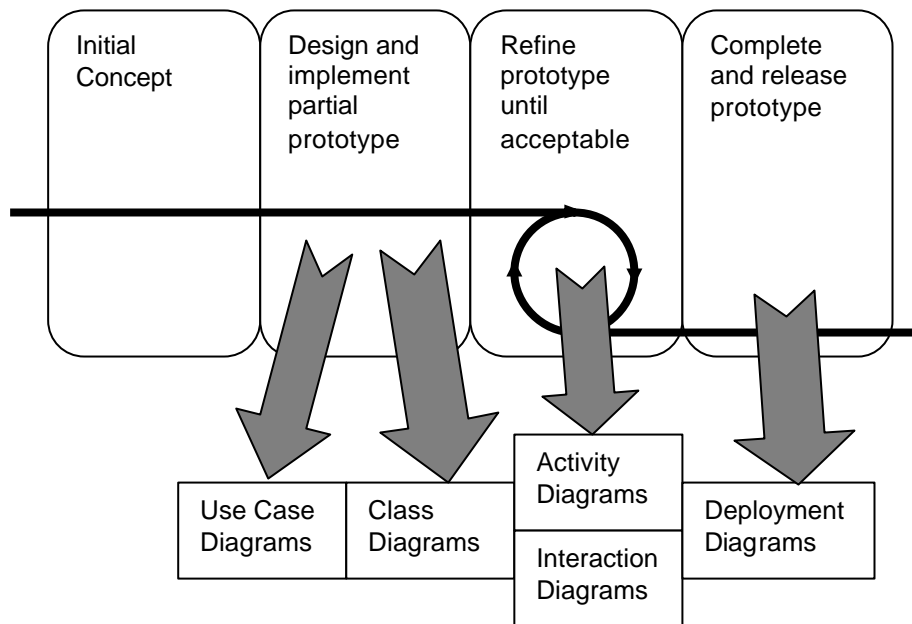 Initial
Concept
Design and
implement
partial
prototype
Refine
prototype
until
acceptable
Complete
and release
prototype
Use Case
Diagrams
Class
Diagrams
Activity
Diagrams
Interaction
Diagrams
Deployment
Diagrams